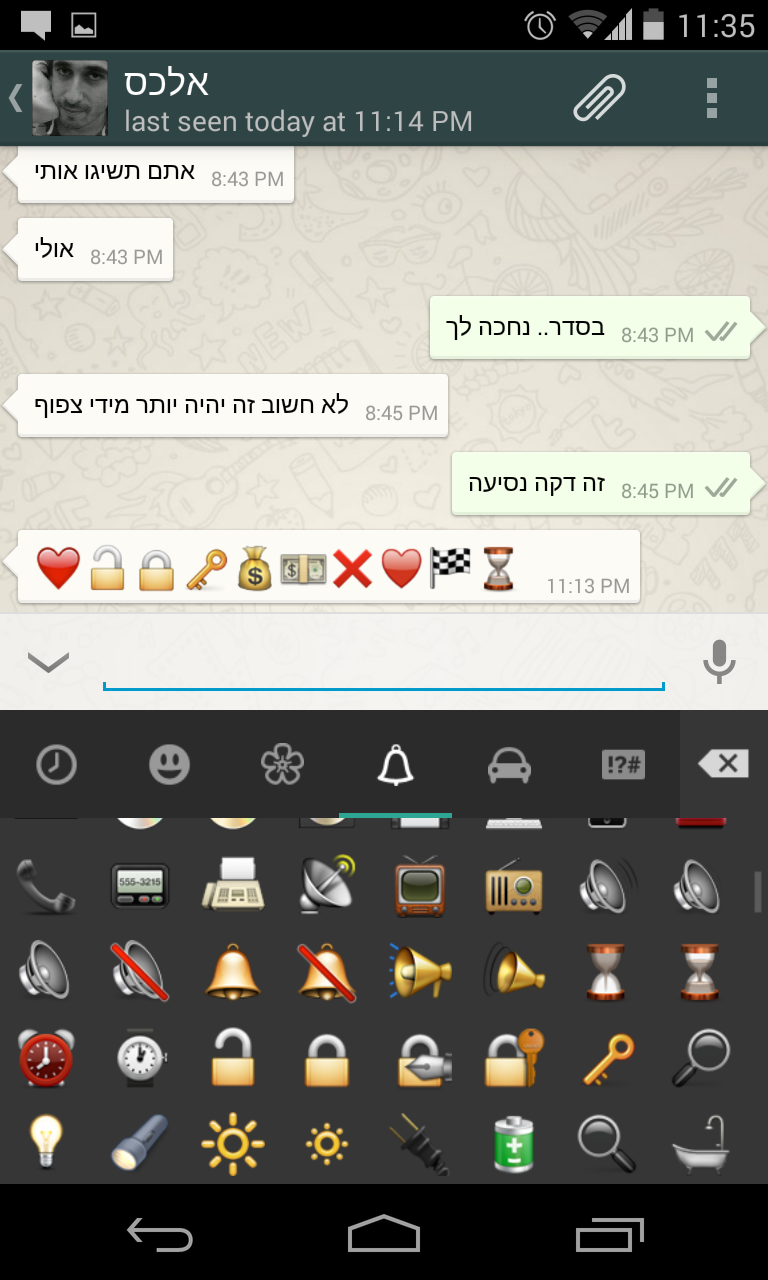 11:35
אלכס
last seen today at 11:14 PM
אתם תשיגו אותי 8:43 PM
אולי 8:43 PM
בסדר.. נחכה לך 8:43 PM
לא חשוב זה יהיה יותר מידי צפוף 8:45 PM
זה דקה נסיעה 8:45 PM
11:13 PM
!?#
555-3215